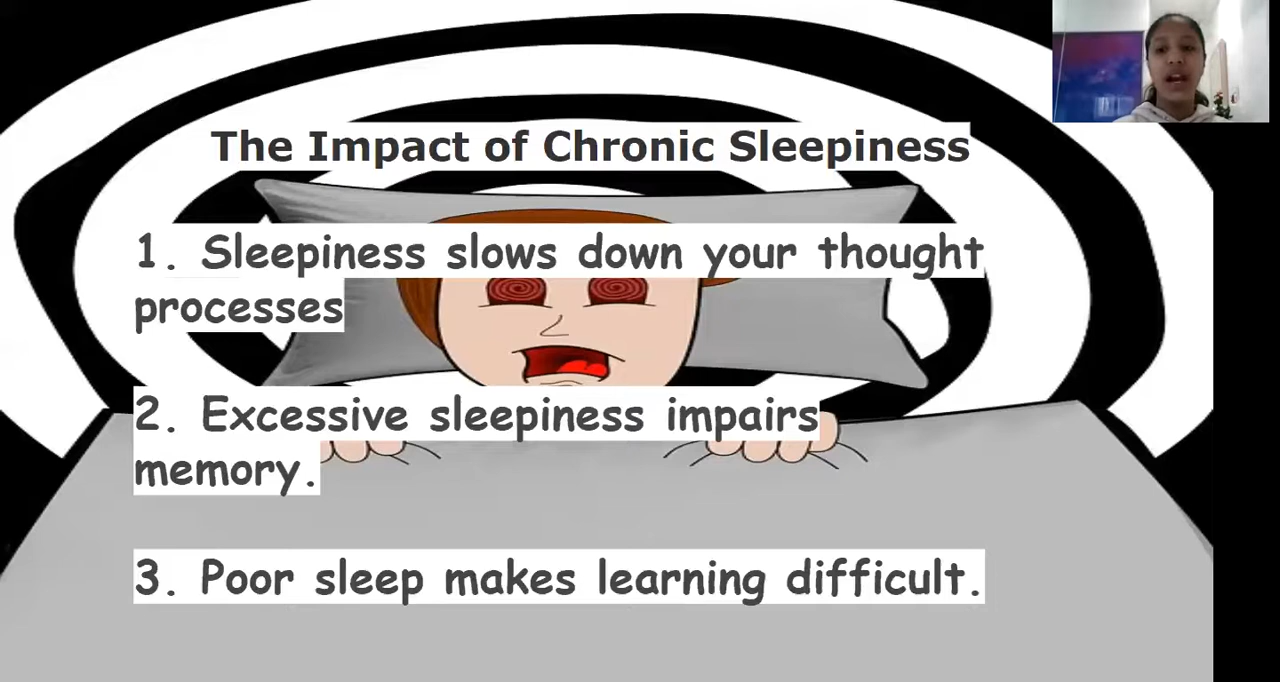 The Impact of Chronic Sleepiness
1. Sleepiness slows down your thought
processes
2. Excessive sleepiness impairs
memory.
3. Poor sleep makes learning difficult.